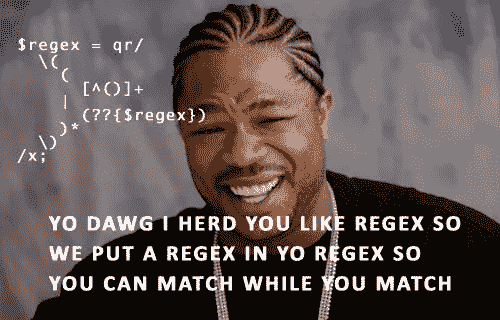 $regex = qr/
\(
(
[^()]+
|
(??{$regex})
)*
\)
/x;
YO DAWG I HERD YOU LIKE REGEX SO
WE PUT A REGEX IN YO REGEX SO
YOU CAN MATCH WHILE YOU MATCH